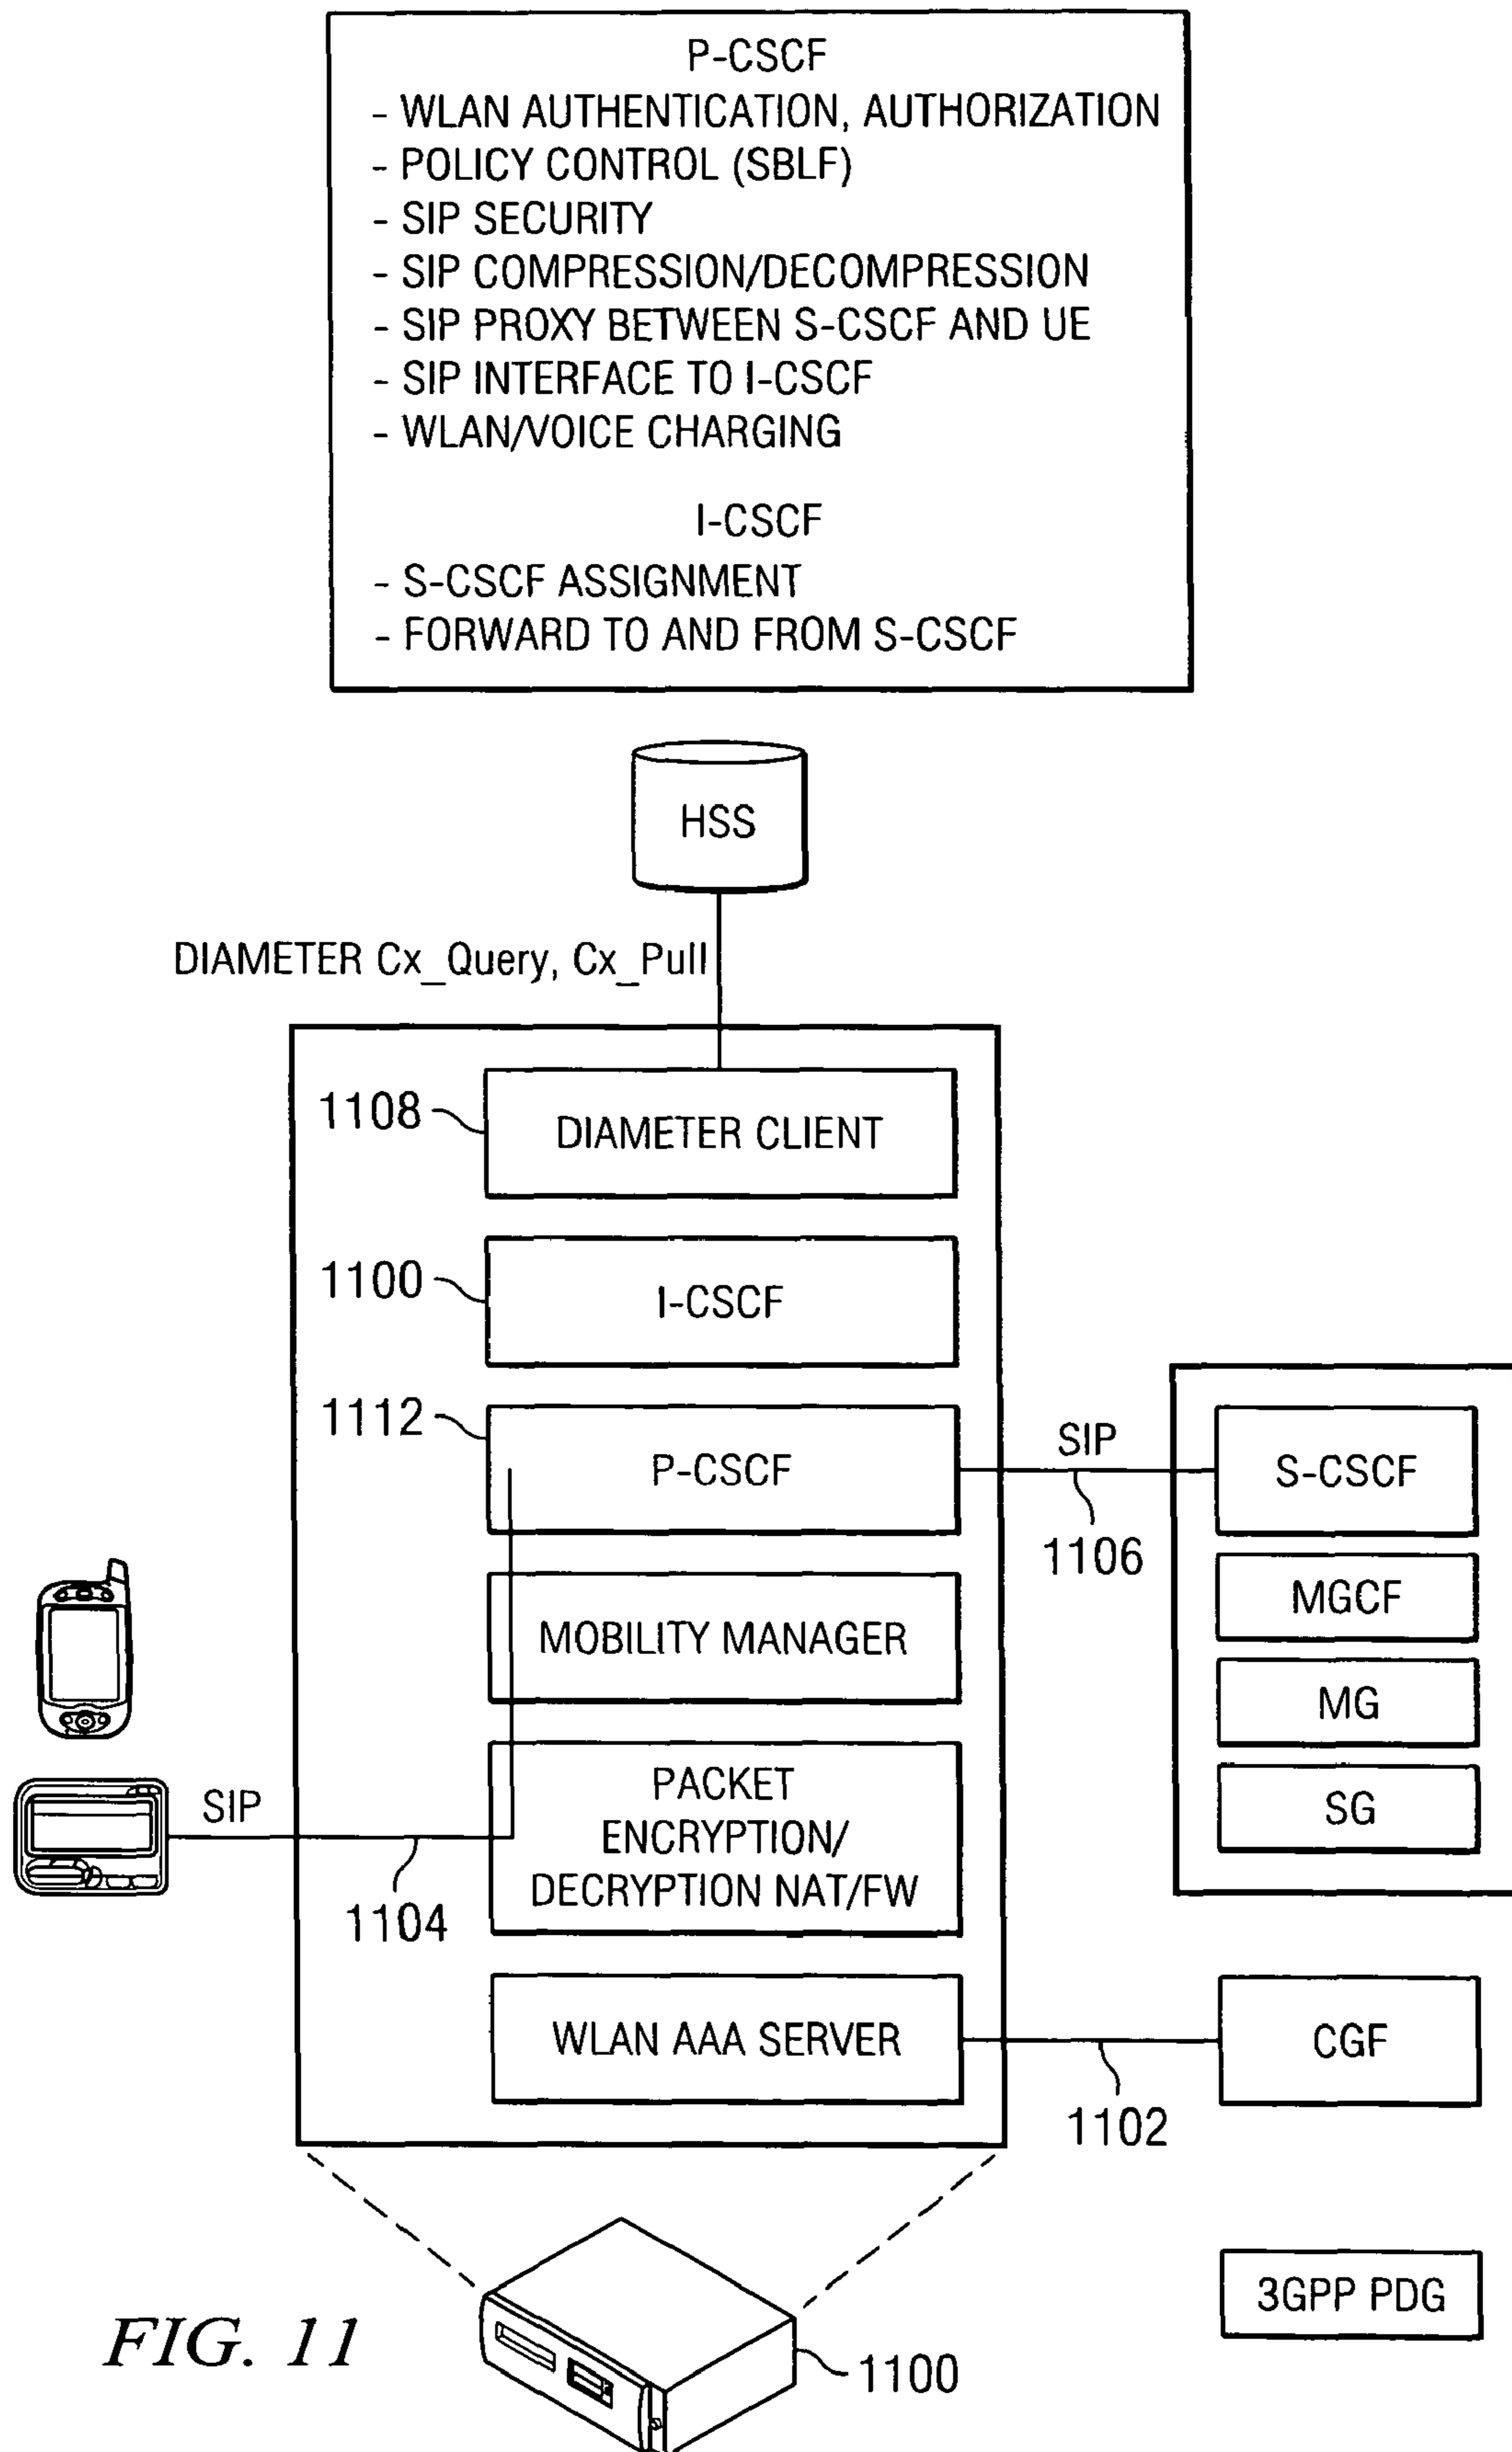 P-CSCF
- WLAN AUTHENTICATION, AUTHORIZATION
- POLICY CONTROL (SBLF)
- SIP SECURITY
- SIP COMPRESSION/DECOMPRESSION
- SIP PROXY BETWEEN S-CSCF AND UE
- SIP INTERFACE TO I-CSCF
- WLAN/VOICE CHARGING
I-CSCF
- S-CSCF ASSIGNMENT
- FORWARD TO AND FROM S-CSCF
HSS
DIAMETER Cx_Query, Cx_Pull
1108
DIAMETER CLIENT
1100
I-CSCF
1112
P-CSCF
SIP
1106
S-CSCF
MGCF
MG
SG
MOBILITY MANAGER
SIP
1104
PACKET
ENCRYPTION/
DECRYPTION NAT/FW
WLAN AAA SERVER
1102
CGF
3GPP PDG
1100
FIG. 11